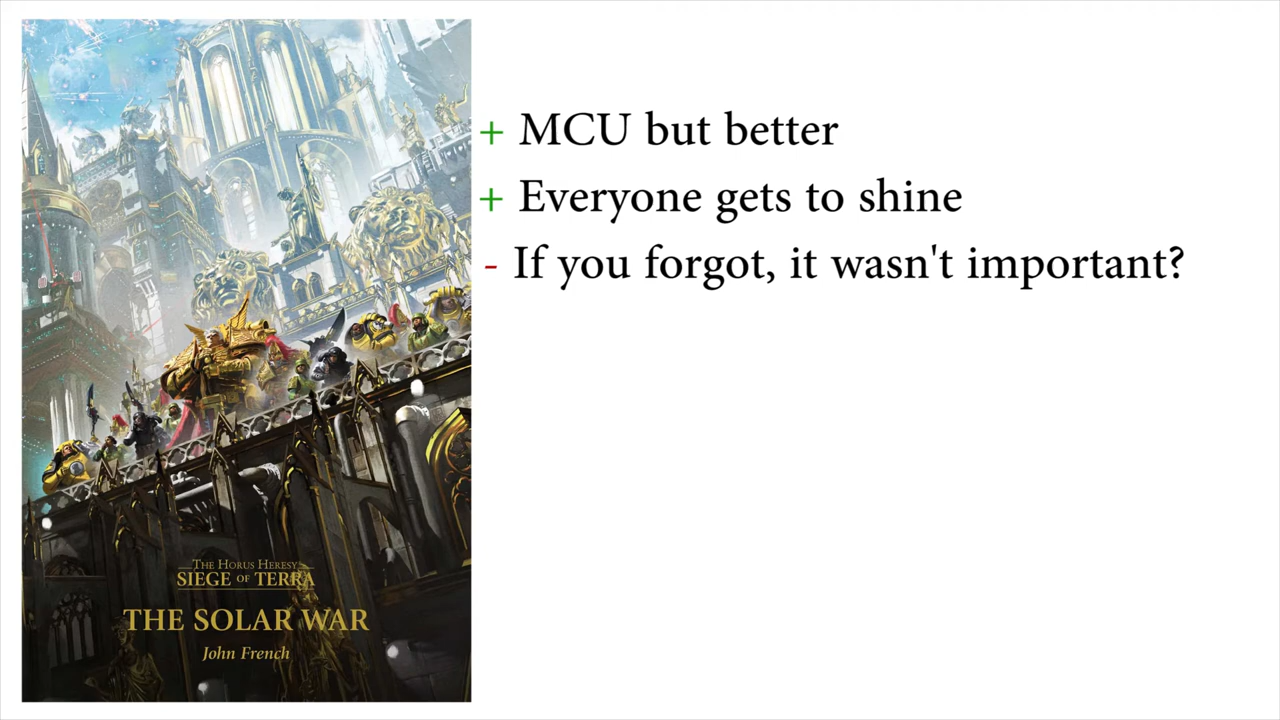 THE HORUS HERESY
SIEGE OF TERRA
THE SOLAR WAR
John French
+ MCU but better
+ Everyone gets to shine
- If you forgot, it wasn't important?